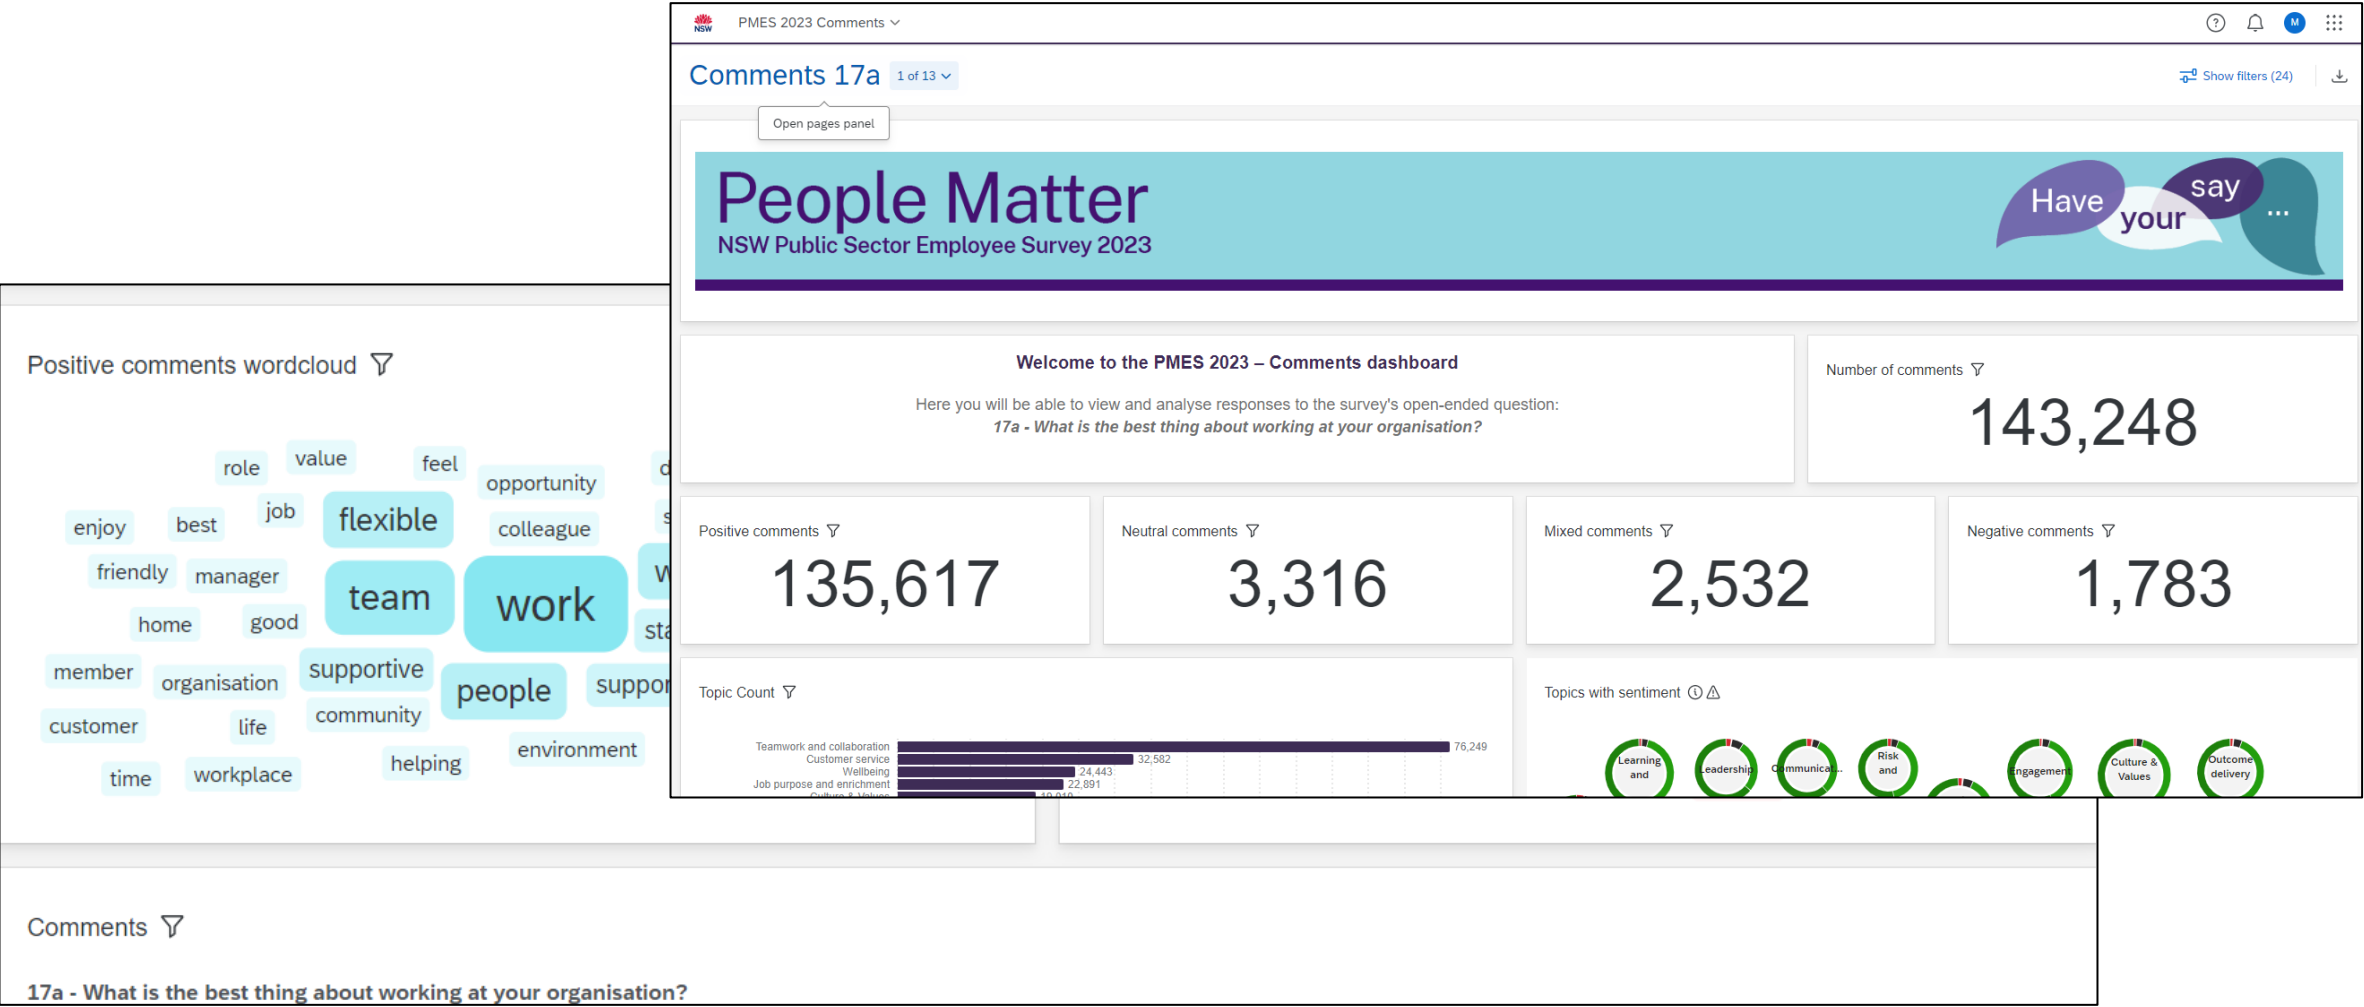 NSW
PMES 2023 Comments
?
M
Comments 17a
1 of 13
Show filters (24)
Open pages panel
People Matter
NSW Public Sector Employee Survey 2023
Have
your
say
...
Welcome to the PMES 2023 – Comments dashboard
Here you will be able to view and analyse responses to the survey's open-ended question:
17a - What is the best thing about working at your organisation?
Number of comments
143,248
Positive comments
135,617
Neutral comments
3,316
Mixed comments
2,532
Negative comments
1,783
Topic Count
Teamwork and collaboration 76,249
Customer service 32,582
Wellbeing 24,443
Job purpose and enrichment 22,891
Topics with sentiment
Learning
and
Leadership
Communicat...
Risk
and
Engagement
Culture &
Values
Outcome
delivery
Positive comments wordcloud
role
value
feel
opportunity
enjoy
best
job
flexible
colleague
friendly
manager
team
work
home
good
member
organisation
supportive
people
customer
life
community
helping
environment
time
workplace
Comments
17a - What is the best thing about working at your organisation?